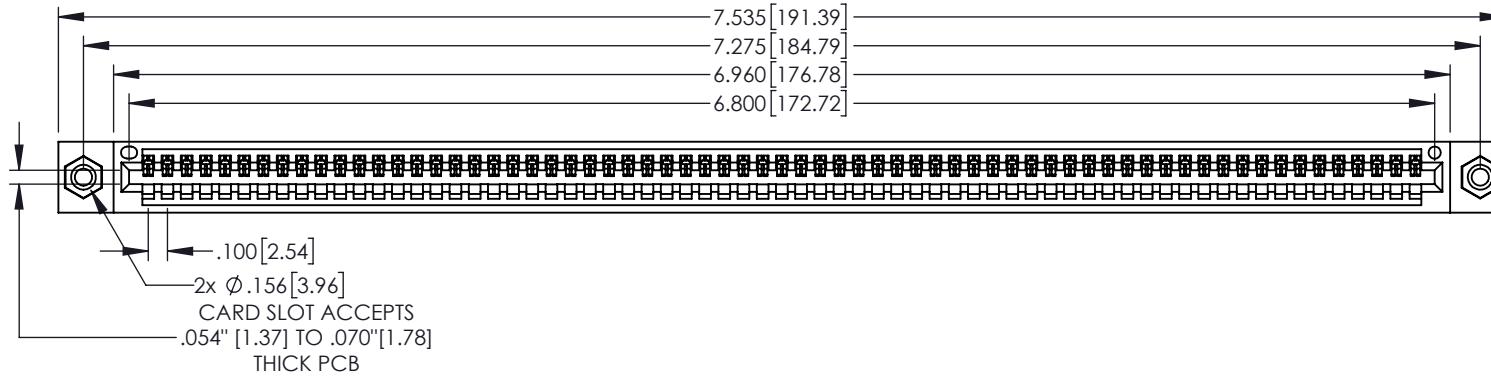 7.535[191.39]
7.275[184.79]
6.960[176.78]
6.800[172.72]
.100[2.54]
2x Ø.156[3.96]
CARD SLOT ACCEPTS
.054" [1.37] TO .070"[1.78]
THICK PCB